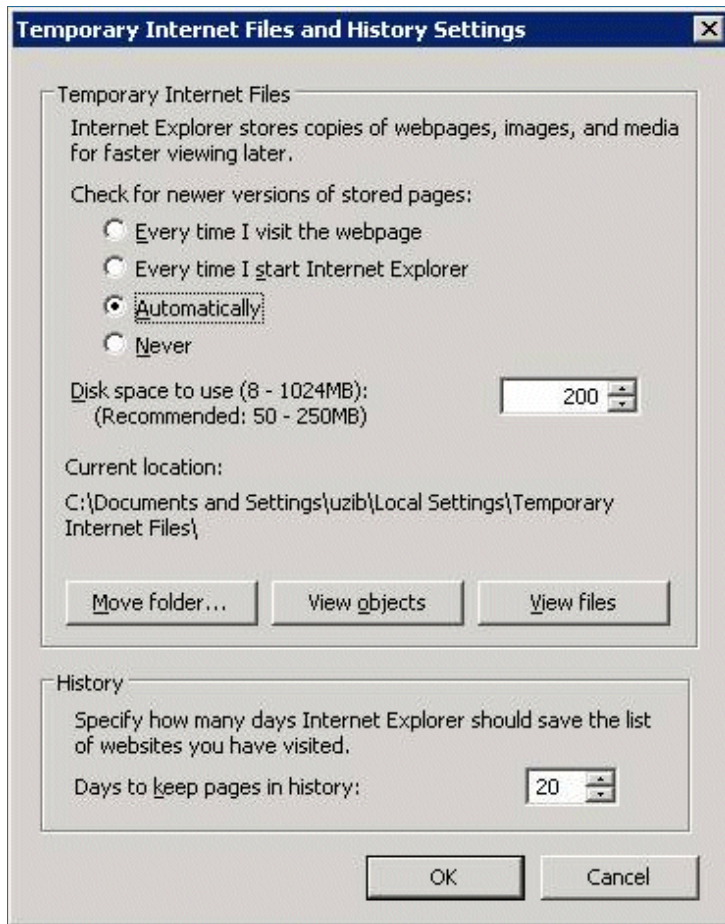 Temporary Internet Files and History Settings
Temporary Internet Files
Internet Explorer stores copies of webpages, images, and media
for faster viewing later.
Check for newer versions of stored pages:
Every time I visit the webpage
Every time I start Internet Explorer
Automatically
Never
Disk space to use (8 - 1024MB):
200
(Recommended: 50 - 250MB)
Current location:
C:\Documents and Settings\uzib\Local Settings\Temporary
Internet Files\
Move folder... View objects View files
History
Specify how many days Internet Explorer should save the list
of websites you have visited.
Days to keep pages in history: 20
OK Cancel